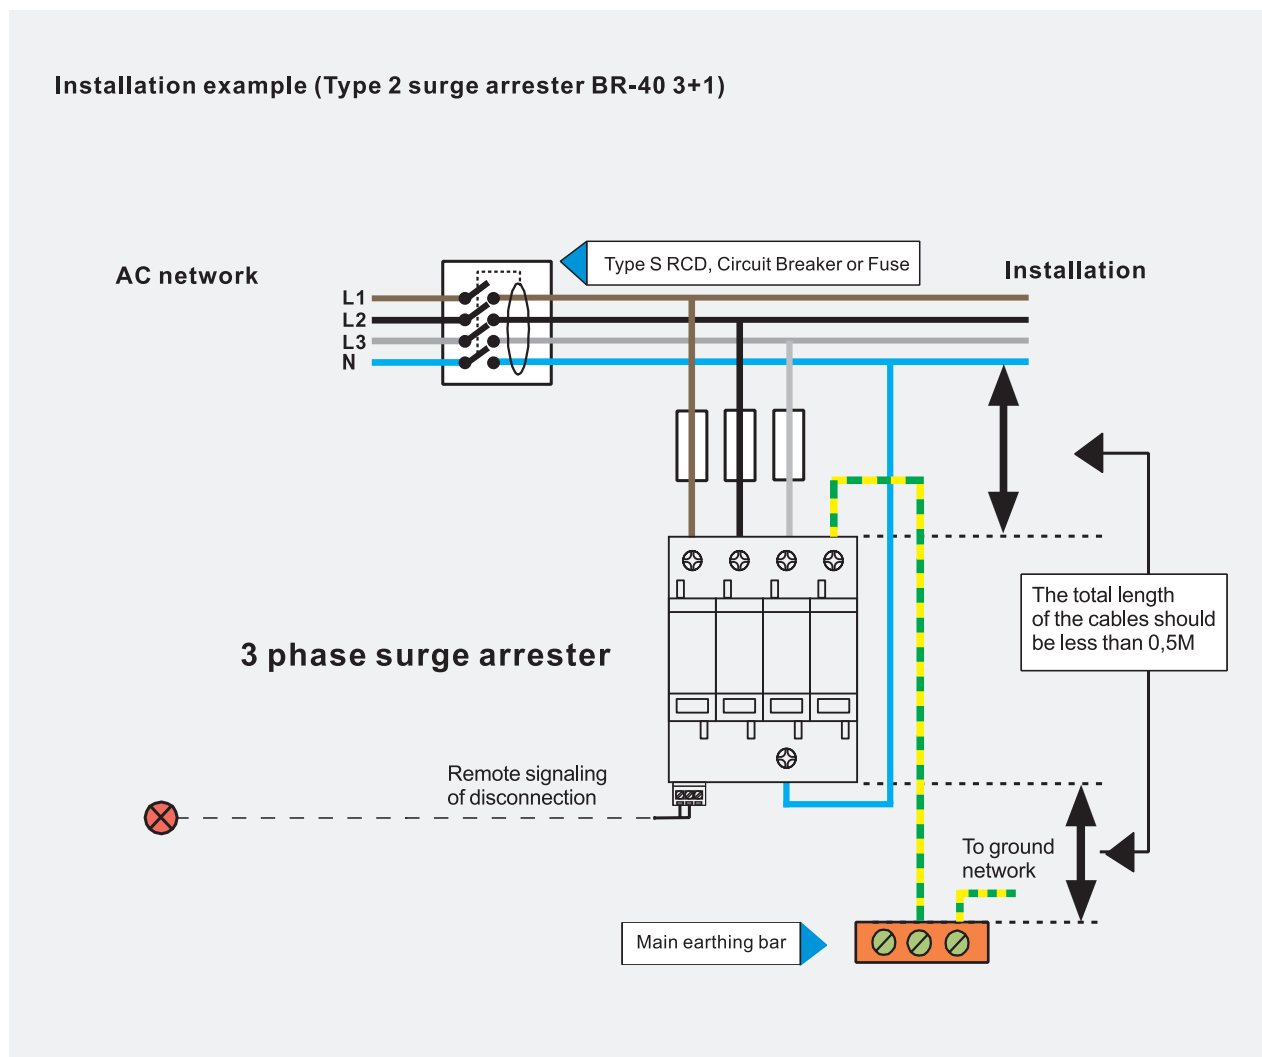 Installation example (Type 2 surge arrester BR-40 3+1)
Type S RCD, Circuit Breaker or Fuse
AC network
Installation
L1
L2
L3
N
The total length
of the cables should
be less than 0,5M
3 phase surge arrester
Remote signaling
of disconnection
To ground
network
Main earthing bar